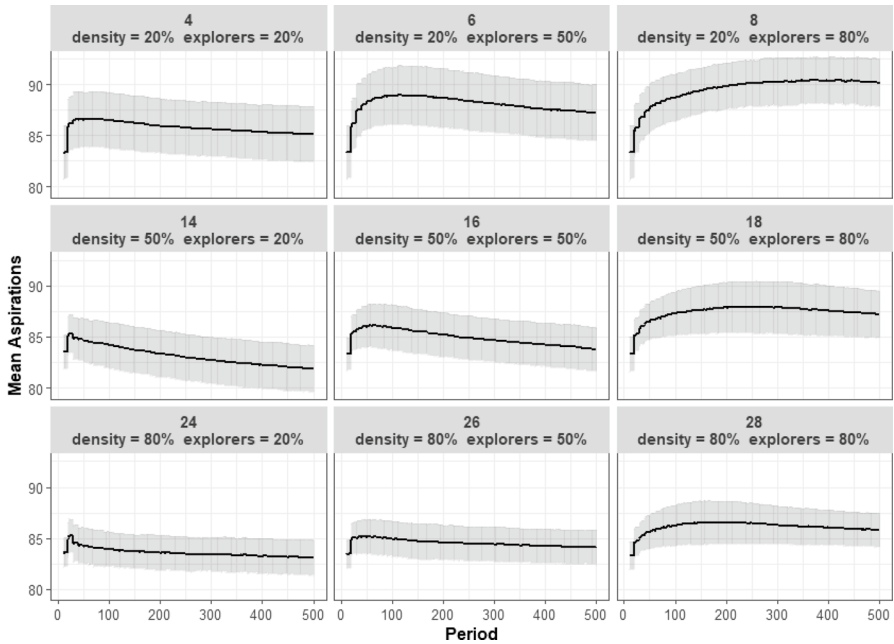 4 6 8
density = 20% explorers = 20% density = 20% explorers = 50% density = 20% explorers = 80%
90
85
80
14 16 18
density = 50% explorers = 20% density = 50% explorers = 50% density = 50% explorers = 80%
Mean Aspirations
90
85
80
24 26 28
density = 80% explorers = 20% density = 80% explorers = 50% density = 80% explorers = 80%
90
85
80
0 100 200 300 400 500 0 100 200 300 400 500 0 100 200 300 400 500
Period